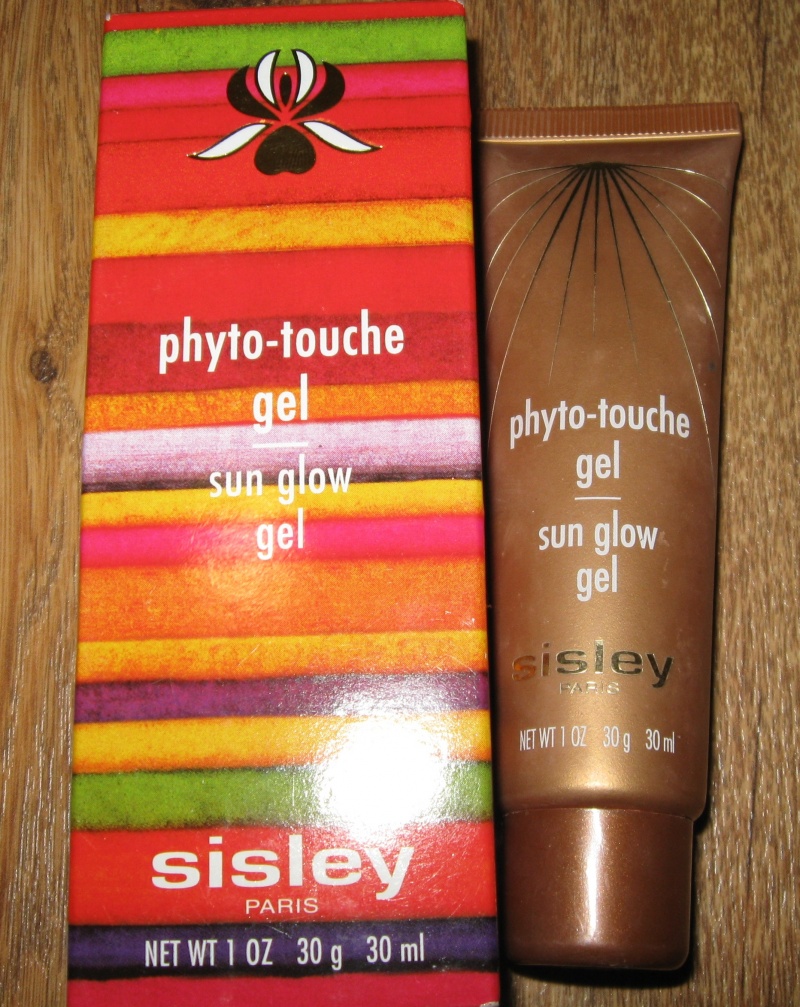 phyto-touche
gel
sun glow
gel
sisley
PARIS
NET WT 1 OZ 30 g 30 ml
phyto-touche
gel
sun glow
gel
sisley
PARIS
NET WT 1 OZ 30 g 30 ml